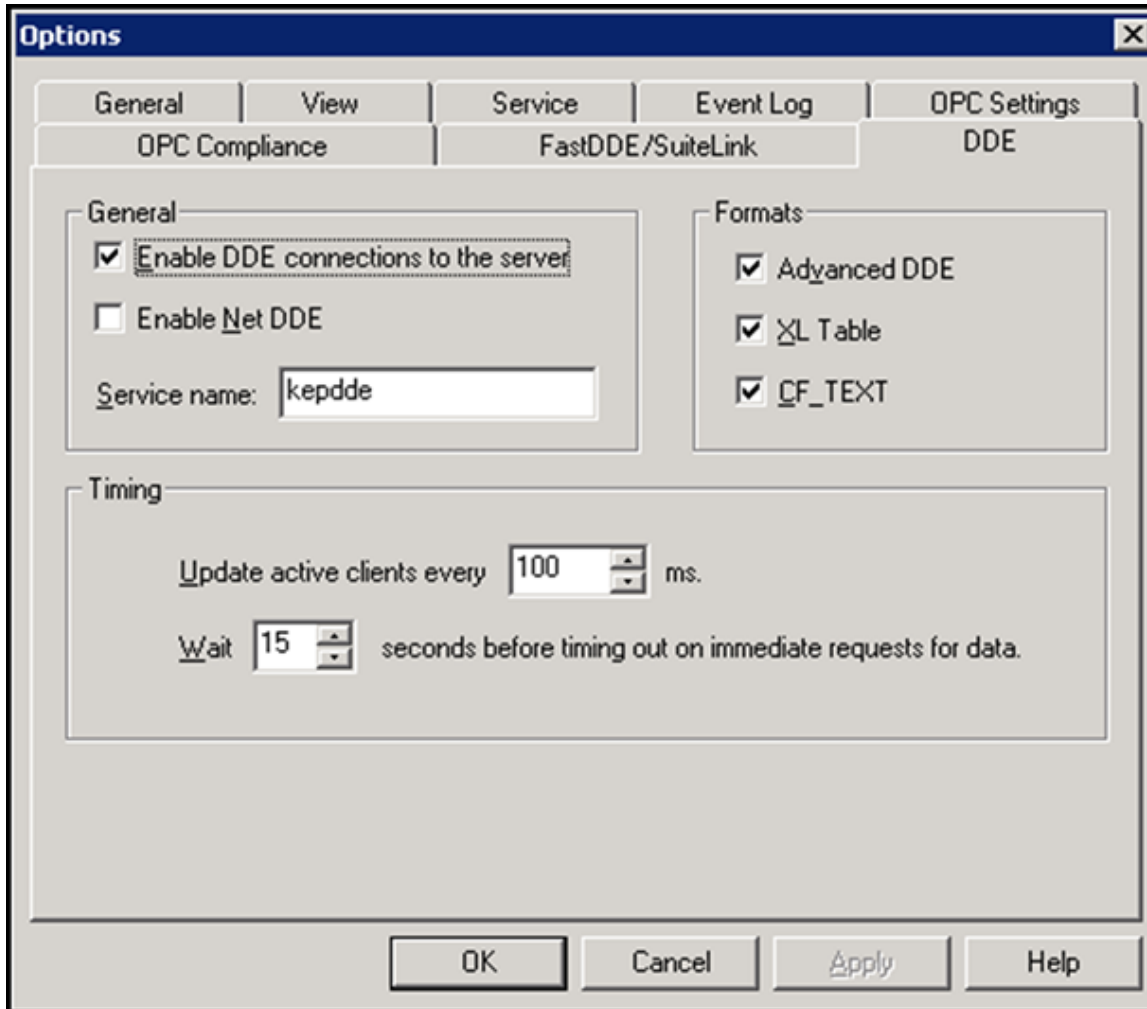 Options
General View Service Event Log OPC Settings
OPC Compliance FastDDE/SuiteLink DDE
General
Enable DDE connections to the server
Enable Net DDE
Service name: kepdde
Formats
Advanced DDE
XL Table
CF_TEXT
Timing
Update active clients every 100 ms.
Wait 15 seconds before timing out on immediate requests for data.
OK Cancel Apply Help